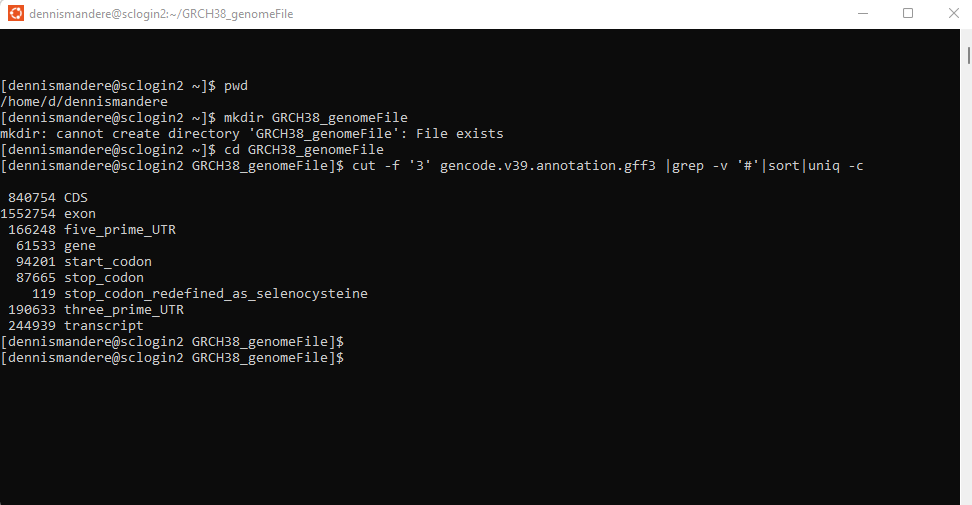 dennismandere@sclogin2:~/GRCH38_genomeFile
[dennismandere@sclogin2 ~]$ pwd
/home/d/dennismandere
[dennismandere@sclogin2 ~]$ mkdir GRCH38_genomeFile
mkdir: cannot create directory 'GRCH38_genomeFile': File exists
[dennismandere@sclogin2 ~]$ cd GRCH38_genomeFile
[dennismandere@sclogin2 GRCH38_genomeFile]$ cut -f '3' gencode.v39.annotation.gff3 |grep -v '#'|sort|uniq -c
840754 CDS
1552754 exon
166248 five_prime_UTR
61533 gene
94201 start_codon
87665 stop_codon
119 stop_codon_redefined_as_selenocysteine
190633 three_prime_UTR
244939 transcript
[dennismandere@sclogin2 GRCH38_genomeFile]$
[dennismandere@sclogin2 GRCH38_genomeFile]$